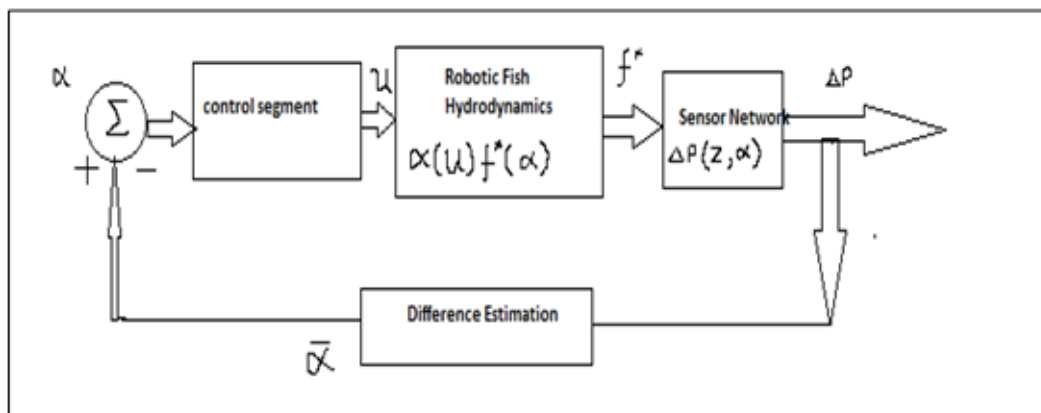 α
Σ
+ −
control segment
u
Robotic Fish
Hydrodynamics
α(u)f*(α)
f*
Sensor Network
ΔP(z,α)
ΔP
Difference Estimation
ᾱ